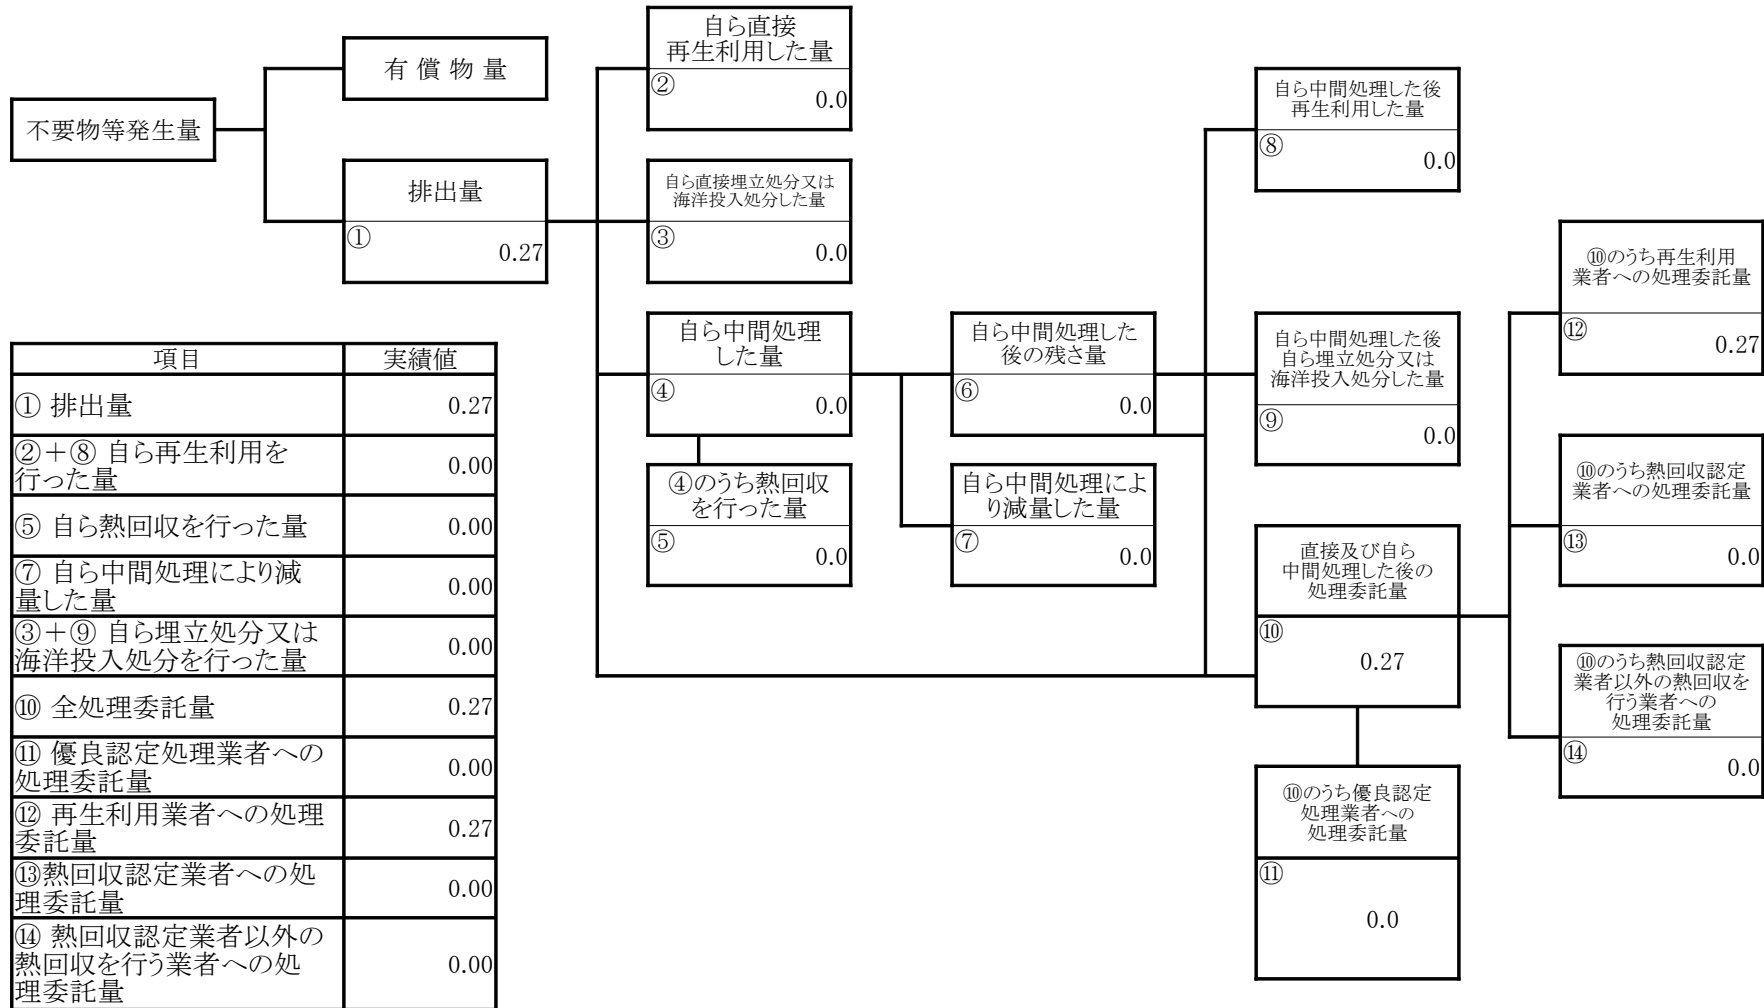 不要物等発生量
有 償 物 量
排出量
①
0.27
自ら直接
再生利用した量
②
0.0
自ら直接埋立処分又は
海洋投入処分した量
③
0.0
自ら中間処理
した量
④
0.0
④のうち熱回収
を行った量
⑤
0.0
自ら中間処理した
後の残さ量
⑥
0.0
自ら中間処理によ
り減量した量
⑦
0.0
自ら中間処理した後
再生利用した量
⑧
0.0
自ら中間処理した後
自ら埋立処分又は
海洋投入処分した量
⑨
0.0
直接及び自ら
中間処理した後の
処理委託量
⑩
0.27
⑩のうち優良認定
処理業者への
処理委託量
⑪
0.0
⑩のうち再生利用
業者への処理委託量
⑫
0.27
⑩のうち熱回収認定
業者への処理委託量
⑬
0.0
⑩のうち熱回収認定
業者以外の熱回収を
行う業者への
処理委託量
⑭
0.0
項目 実績値
① 排出量 0.27
②＋⑧ 自ら再生利用を
行った量 0.00
⑤ 自ら熱回収を行った量 0.00
⑦ 自ら中間処理により減
量した量 0.00
③＋⑨ 自ら埋立処分又は
海洋投入処分を行った量 0.00
⑩ 全処理委託量 0.27
⑪ 優良認定処理業者への
処理委託量 0.00
⑫ 再生利用業者への処理
委託量 0.27
⑬熱回収認定業者への処
理委託量 0.00
⑭ 熱回収認定業者以外の
熱回収を行う業者への処
理委託量 0.00